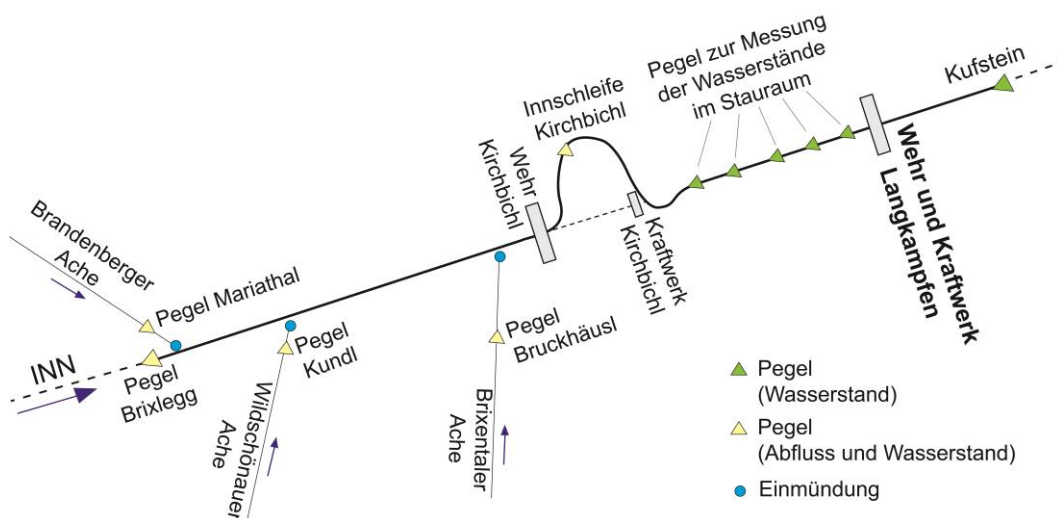 Pegel zur Messung
der Wasserstände
im Stauraum
Kufstein
Innschleife
Kirchbichl
Wehr
Kirchbichl
Wehr und Kraftwerk
Langkampfen
Kraftwerk
Kirchbichl
Brandenberger
Ache
Pegel Mariathal
INN
Pegel
Brixlegg
Pegel
Kundl
Wildschönauer
Ache
Pegel
Bruckhäusl
Brixentaler
Ache
Pegel
(Wasserstand)
Pegel
(Abfluss und Wasserstand)
Einmündung